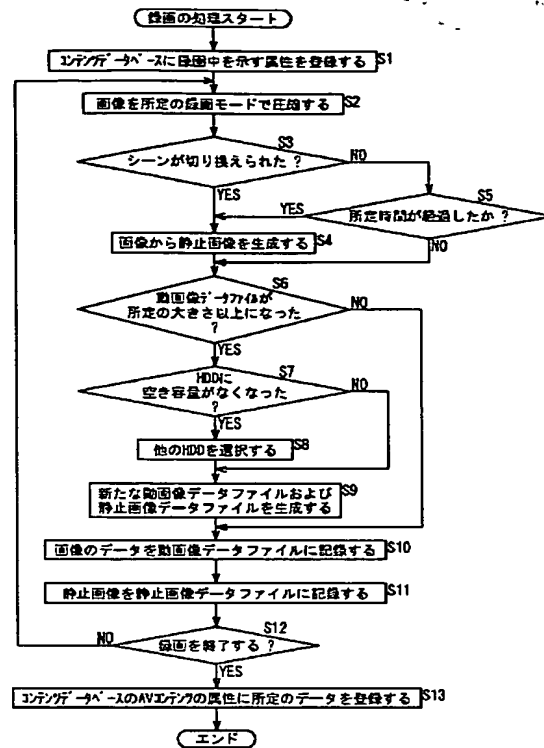 録画の処理スタート
コンテンツデータベースに録画中を示す属性を登録する S1
画像を所定の録画モードで圧縮する S2
S3
シーンが切り換えられた ?
NO
YES
S5
所定時間が経過したか ?
YES
NO
画像から静止画像を生成する S4
S6
動画像データファイルが
所定の大きさ以上になった
?
NO
YES
S7
HDDに
空き容量がなくなった
?
NO
YES
他のHDDを選択する S8
S9
新たな動画像データファイルおよび
静止画像データファイルを生成する
画像のデータを動画像データファイルに記録する S10
静止画像を静止画像データファイルに記録する S11
S12
録画を終了する ?
NO
YES
コンテンツデータベースのAVコンテンツの属性に所定のデータを登録する S13
エンド